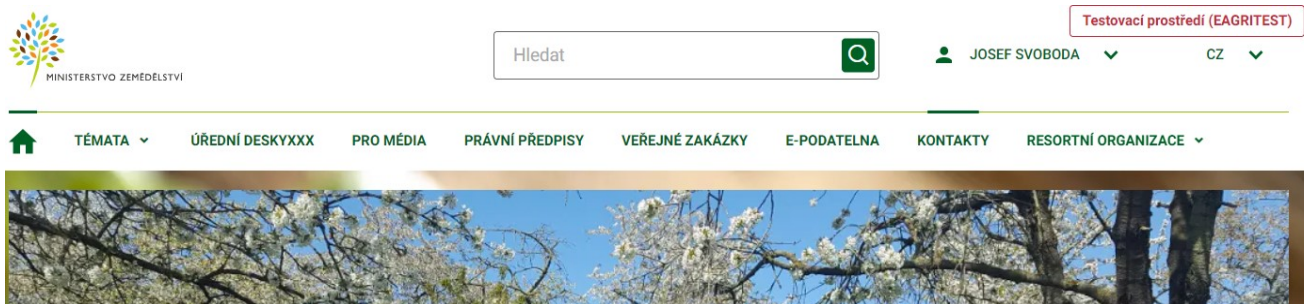 Testovací prostředí (EAGRITEST)
MINISTERSTVO ZEMĚDĚLSTVÍ
Hledat
JOSEF SVOBODA
CZ
TÉMATA ÚŘEDNÍ DESKYXXX PRO MÉDIA PRÁVNÍ PŘEDPISY VEŘEJNÉ ZAKÁZKY E-PODATELNA KONTAKTY RESORTNÍ ORGANIZACE